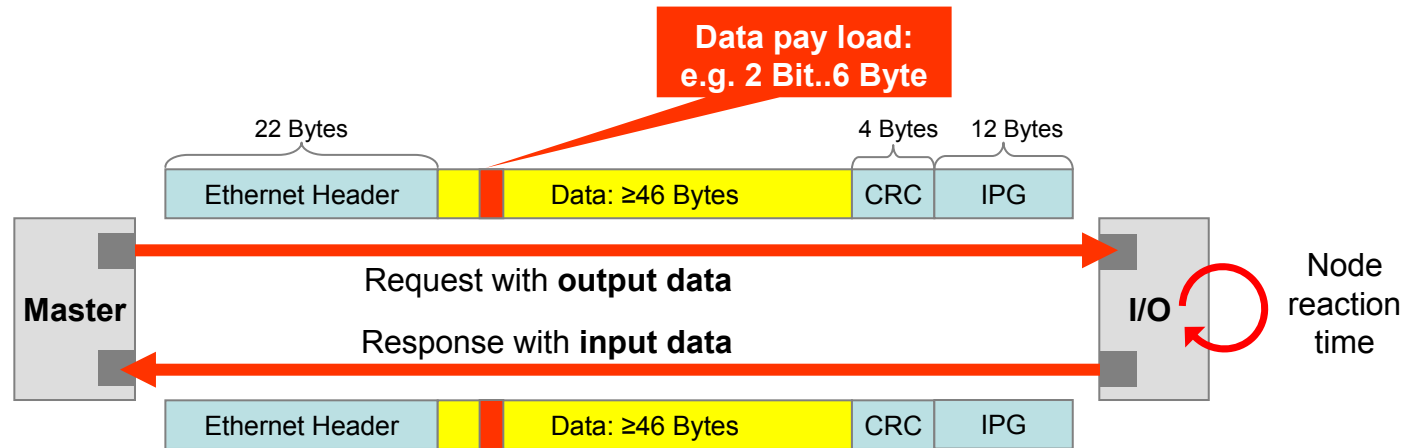 Data pay load:
e.g. 2 Bit..6 Byte
22 Bytes
4 Bytes
12 Bytes
Ethernet Header
Data: ≥46 Bytes
CRC
IPG
Master
Request with output data
Response with input data
I/O
Node
reaction
time
Ethernet Header
Data: ≥46 Bytes
CRC
IPG